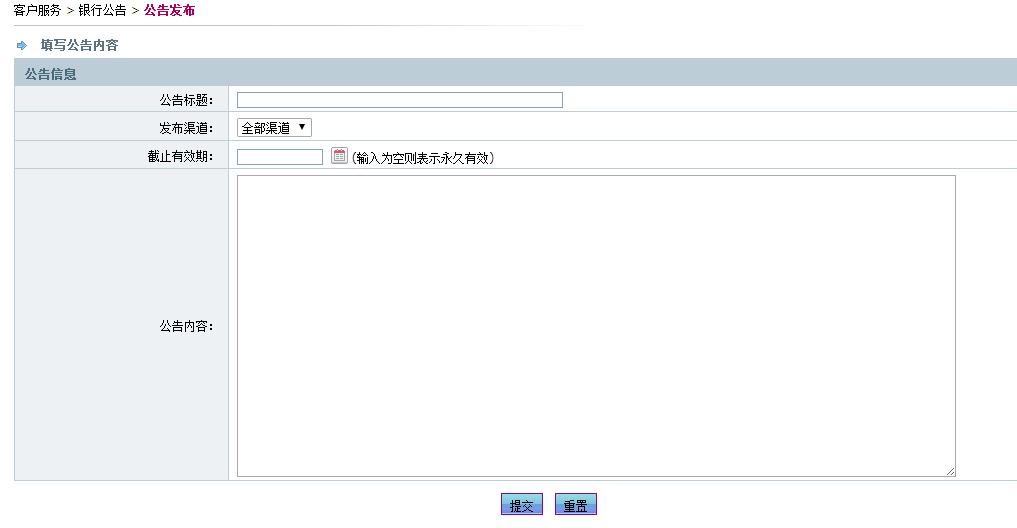 客户服务 > 银行公告 > 公告发布
填写公告内容
公告信息
公告标题：
发布渠道： 全部渠道 ▼
截止有效期： (输入为空则表示永久有效)
公告内容：
提交 重置